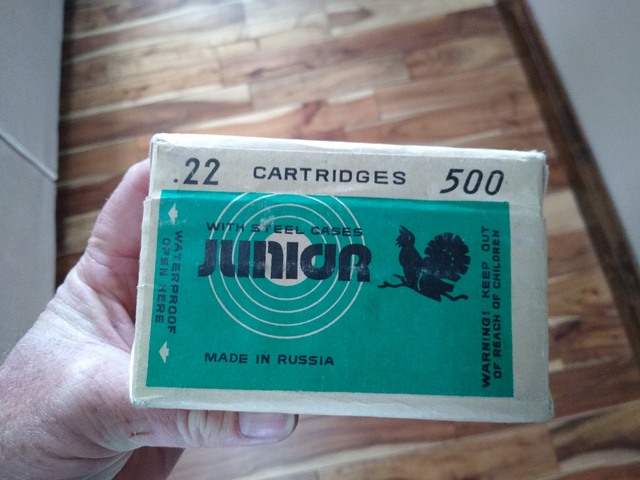 .22 CARTRIDGES 500
WITH STEEL CASES
JUNIOR
MADE IN RUSSIA
WATERPROOF
OPEN HERE
WARNING! KEEP OUT
OF REACH OF CHILDREN